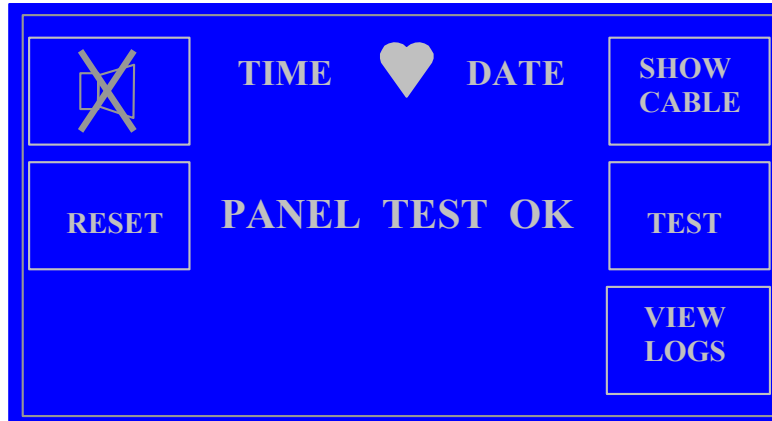 TIME DATE
SHOW
CABLE
RESET
PANEL TEST OK
TEST
VIEW
LOGS